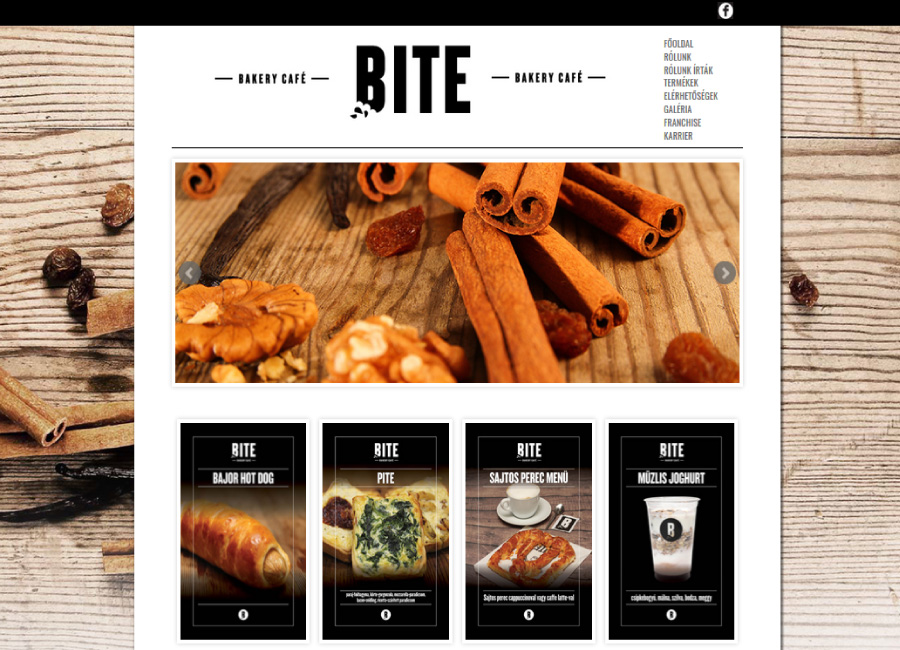 BAKERY CAFÉ
BITE
BAKERY CAFÉ
FŐOLDAL
RÓLUNK
RÓLUNK ÍRTÁK
TERMÉKEK
ELÉRHETŐSÉGEK
GALÉRIA
FRANCHISE
KARRIER
BITE
BAJOR HOT DOG
BITE
PITE
BITE
SAJTOS PEREC MENÜ
Sajtos perec cappuccinoval vagy caffe latte-val
BITE
MÜZLIS JOGHURT
csipkebogyó, málna, szilva, bodza, meggy